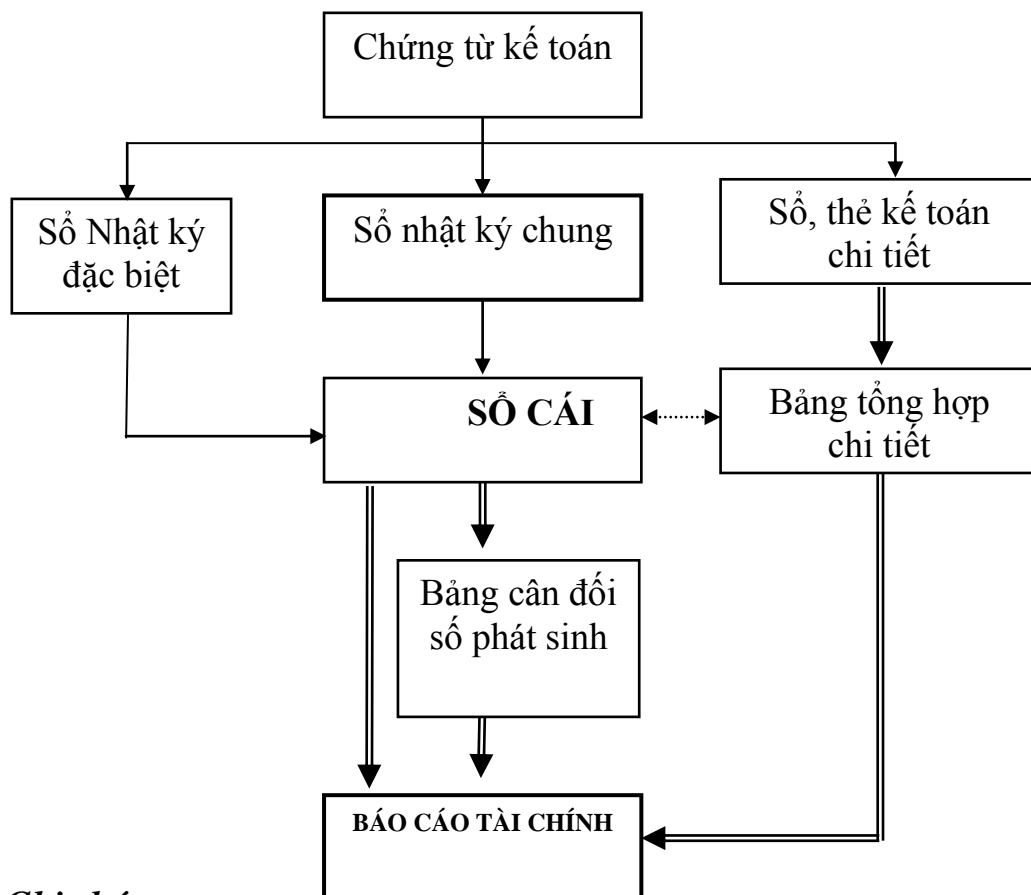 Chứng từ kế toán
Sổ Nhật ký
đặc biệt
Sổ nhật ký chung
Sổ, thẻ kế toán
chi tiết
SỔ CÁI
Bảng tổng hợp
chi tiết
Bảng cân đối
số phát sinh
BÁO CÁO TÀI CHÍNH